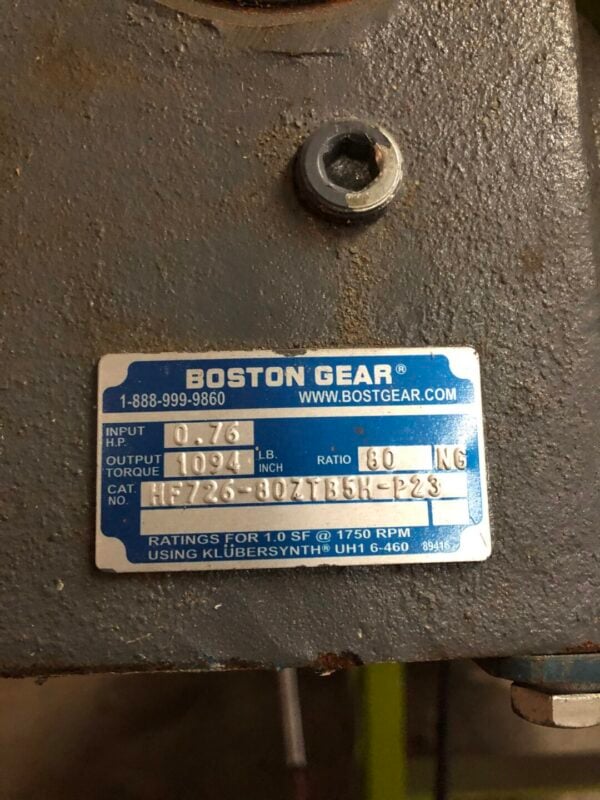 BOSTON GEAR®
1-888-999-9860 WWW.BOSTGEAR.COM
INPUT H.P. 0.76
OUTPUT TORQUE 1094 LB. INCH RATIO 80 NG
CAT. NO. HF726-80ZTB5H-P23
RATINGS FOR 1.0 SF @ 1750 RPM
USING KLÜBERSYNTH® UH1 6-460 89416